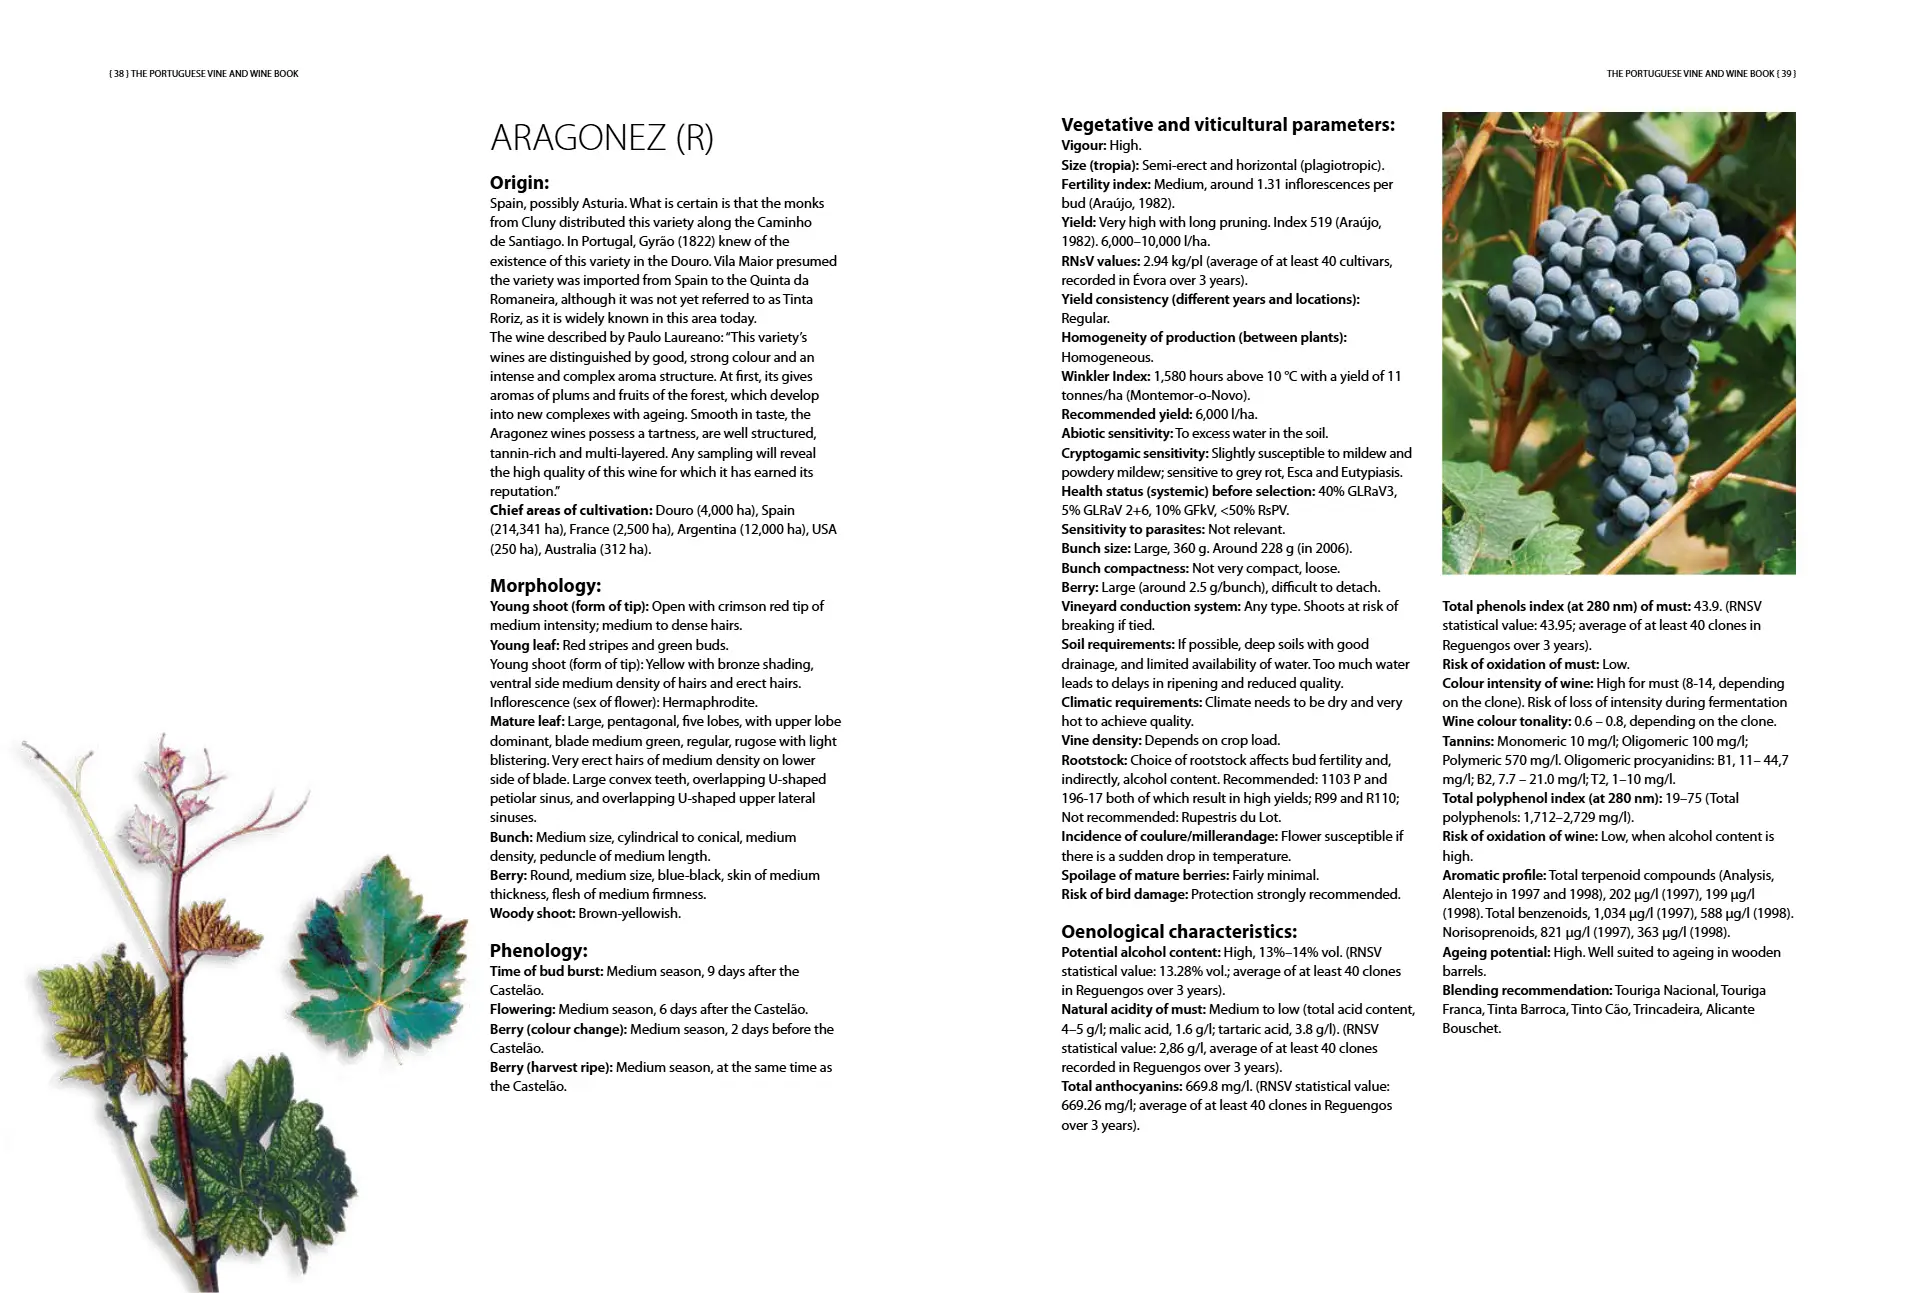 { 38 } THE PORTUGUESE VINE AND WINE BOOK
THE PORTUGUESE VINE AND WINE BOOK { 39 }
ARAGONEZ (R)
Origin:
Spain, possibly Asturia. What is certain is that the monks
from Cluny distributed this variety along the Caminho
de Santiago. In Portugal, Gyrão (1822) knew of the
existence of this variety in the Douro. Vila Maior presumed
the variety was imported from Spain to the Quinta da
Romaneira, although it was not yet referred to as Tinta
Roriz, as it is widely known in this area today.
The wine described by Paulo Laureano: “This variety’s
wines are distinguished by good, strong colour and an
intense and complex aroma structure. At first, its gives
aromas of plums and fruits of the forest, which develop
into new complexes with ageing. Smooth in taste, the
Aragonez wines possess a tartness, are well structured,
tannin-rich and multi-layered. Any sampling will reveal
the high quality of this wine for which it has earned its
reputation.”
Chief areas of cultivation: Douro (4,000 ha), Spain
(214,341 ha), France (2,500 ha), Argentina (12,000 ha), USA
(250 ha), Australia (312 ha).
Morphology:
Young shoot (form of tip): Open with crimson red tip of
medium intensity; medium to dense hairs.
Young leaf: Red stripes and green buds.
Young shoot (form of tip): Yellow with bronze shading,
ventral side medium density of hairs and erect hairs.
Inflorescence (sex of flower): Hermaphrodite.
Mature leaf: Large, pentagonal, five lobes, with upper lobe
dominant, blade medium green, regular, rugose with light
blistering. Very erect hairs of medium density on lower
side of blade. Large convex teeth, overlapping U-shaped
petiolar sinus, and overlapping U-shaped upper lateral
sinuses.
Bunch: Medium size, cylindrical to conical, medium
density, peduncle of medium length.
Berry: Round, medium size, blue-black, skin of medium
thickness, flesh of medium firmness.
Woody shoot: Brown-yellowish.
Phenology:
Time of bud burst: Medium season, 9 days after the
Castelão.
Flowering: Medium season, 6 days after the Castelão.
Berry (colour change): Medium season, 2 days before the
Castelão.
Berry (harvest ripe): Medium season, at the same time as
the Castelão.
Vegetative and viticultural parameters:
Vigour: High.
Size (tropia): Semi-erect and horizontal (plagiotropic).
Fertility index: Medium, around 1.31 inflorescences per
bud (Araújo, 1982).
Yield: Very high with long pruning. Index 519 (Araújo,
1982). 6,000–10,000 l/ha.
RNsV values: 2.94 kg/pl (average of at least 40 cultivars,
recorded in Évora over 3 years).
Yield consistency (different years and locations):
Regular.
Homogeneity of production (between plants):
Homogeneous.
Winkler Index: 1,580 hours above 10 °C with a yield of 11
tonnes/ha (Montemor-o-Novo).
Recommended yield: 6,000 l/ha.
Abiotic sensitivity: To excess water in the soil.
Cryptogamic sensitivity: Slightly susceptible to mildew and
powdery mildew; sensitive to grey rot, Esca and Eutypiasis.
Health status (systemic) before selection: 40% GLRaV3,
5% GLRaV 2+6, 10% GFkV, <50% RsPV.
Sensitivity to parasites: Not relevant.
Bunch size: Large, 360 g. Around 228 g (in 2006).
Bunch compactness: Not very compact, loose.
Berry: Large (around 2.5 g/bunch), difficult to detach.
Vineyard conduction system: Any type. Shoots at risk of
breaking if tied.
Soil requirements: If possible, deep soils with good
drainage, and limited availability of water. Too much water
leads to delays in ripening and reduced quality.
Climatic requirements: Climate needs to be dry and very
hot to achieve quality.
Vine density: Depends on crop load.
Rootstock: Choice of rootstock affects bud fertility and,
indirectly, alcohol content. Recommended: 1103 P and
196-17 both of which result in high yields; R99 and R110;
Not recommended: Rupestris du Lot.
Incidence of coulure/millerandage: Flower susceptible if
there is a sudden drop in temperature.
Spoilage of mature berries: Fairly minimal.
Risk of bird damage: Protection strongly recommended.
Oenological characteristics:
Potential alcohol content: High, 13%–14% vol. (RNSV
statistical value: 13.28% vol.; average of at least 40 clones
in Reguengos over 3 years).
Natural acidity of must: Medium to low (total acid content,
4–5 g/l; malic acid, 1.6 g/l; tartaric acid, 3.8 g/l). (RNSV
statistical value: 2,86 g/l, average of at least 40 clones
recorded in Reguengos over 3 years).
Total anthocyanins: 669.8 mg/l. (RNSV statistical value:
669.26 mg/l; average of at least 40 clones in Reguengos
over 3 years).
Total phenols index (at 280 nm) of must: 43.9. (RNSV
statistical value: 43.95; average of at least 40 clones in
Reguengos over 3 years).
Risk of oxidation of must: Low.
Colour intensity of wine: High for must (8-14, depending
on the clone). Risk of loss of intensity during fermentation
Wine colour tonality: 0.6 – 0.8, depending on the clone.
Tannins: Monomeric 10 mg/l; Oligomeric 100 mg/l;
Polymeric 570 mg/l. Oligomeric procyanidins: B1, 11– 44,7
mg/l; B2, 7.7 – 21.0 mg/l; T2, 1–10 mg/l.
Total polyphenol index (at 280 nm): 19–75 (Total
polyphenols: 1,712–2,729 mg/l).
Risk of oxidation of wine: Low, when alcohol content is
high.
Aromatic profile: Total terpenoid compounds (Analysis,
Alentejo in 1997 and 1998), 202 µg/l (1997), 199 µg/l
(1998). Total benzenoids, 1,034 µg/l (1997), 588 µg/l (1998).
Norisoprenoids, 821 µg/l (1997), 363 µg/l (1998).
Ageing potential: High. Well suited to ageing in wooden
barrels.
Blending recommendation: Touriga Nacional, Touriga
Franca, Tinta Barroca, Tinto Cão, Trincadeira, Alicante
Bouschet.